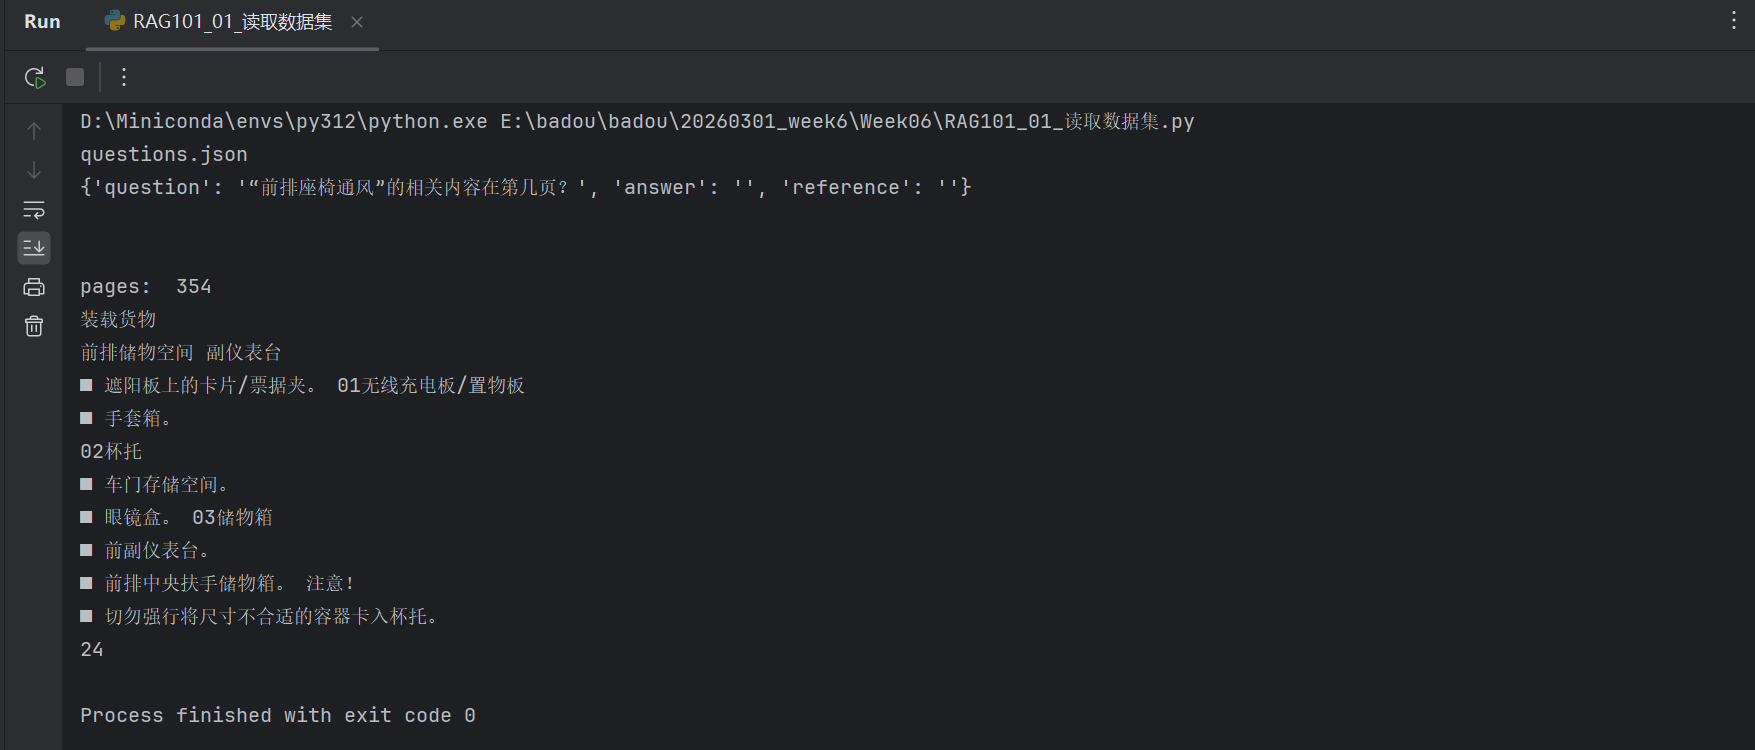 Run RAG101_01_读取数据集
D:\Miniconda\envs\py312\python.exe E:\badou\badou\20260301_week6\Week06\RAG101_01_读取数据集.py
questions.json
{'question': '“前排座椅通风”的相关内容在第几页？', 'answer': '', 'reference': ''}
pages:  354
装载货物
前排储物空间 副仪表台
■ 遮阳板上的卡片/票据夹。 01无线充电板/置物板
■ 手套箱。
02杯托
■ 车门存储空间。
■ 眼镜盒。 03储物箱
■ 前副仪表台。
■ 前排中央扶手储物箱。 注意！
■ 切勿强行将尺寸不合适的容器卡入杯托。
24
Process finished with exit code 0